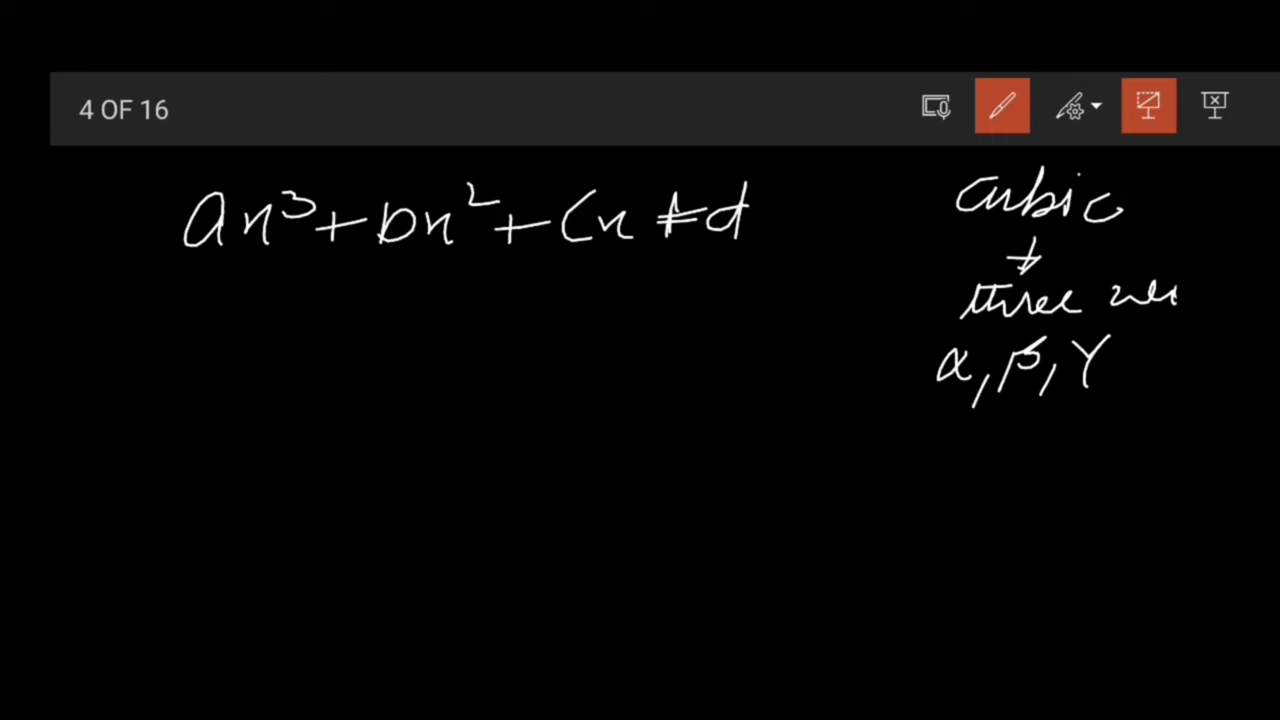 4 OF 16
ax³+bx²+cx+d
cubic
three
α, β, γ